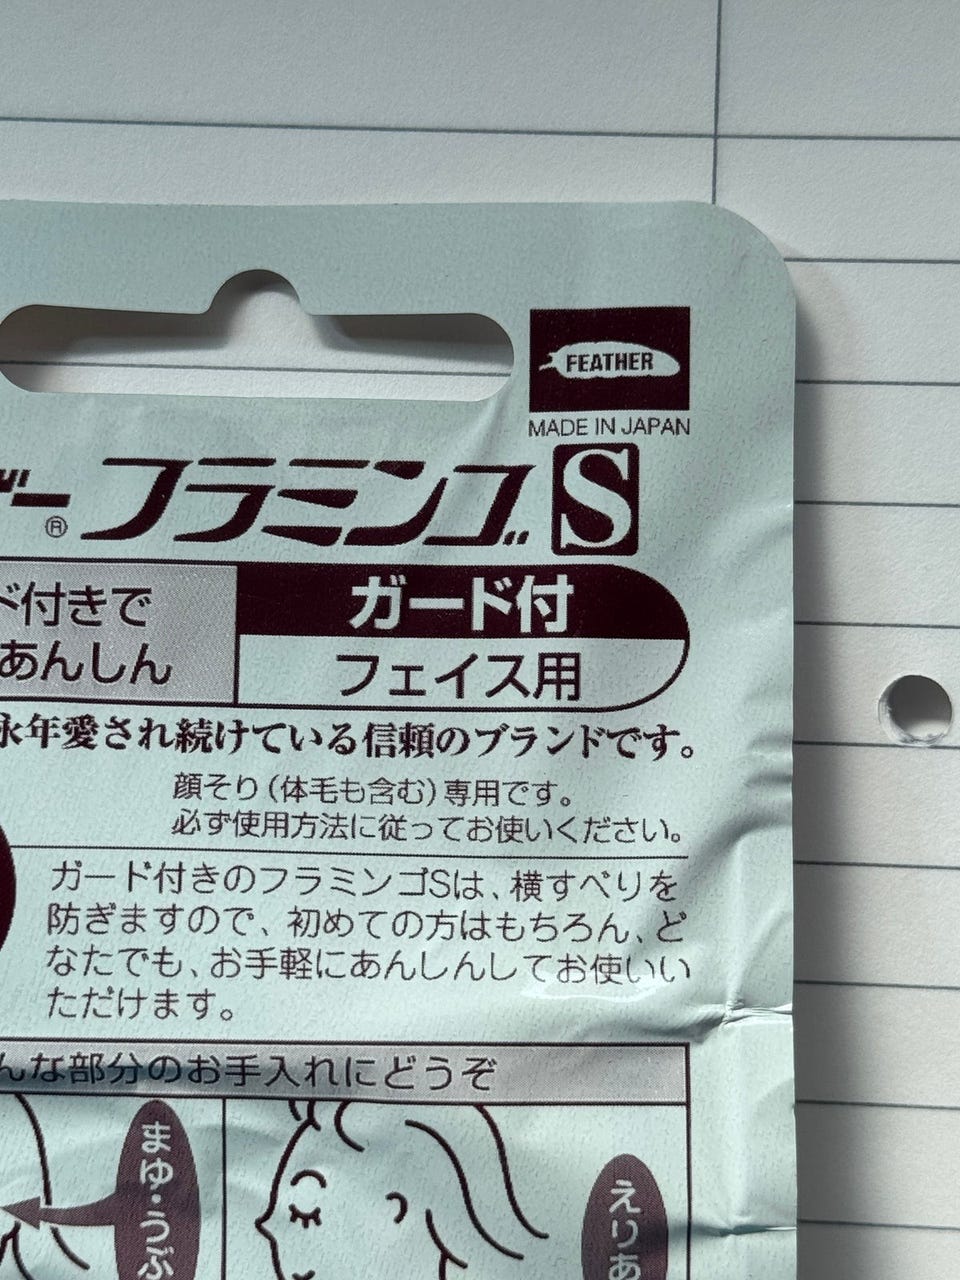 FEATHER
MADE IN JAPAN
ー® フラミンゴ S
ド付きで
あんしん
ガード付
フェイス用
永年愛され続けている信頼のブランドです。
顔そり(体毛も含む)専用です。
必ず使用方法に従ってお使いください。
ガード付きのフラミンゴSは、横すべりを
防ぎますので、初めての方はもちろん、ど
なたでも、お手軽にあんしんしてお使いい
ただけます。
んな部分のお手入れにどうぞ
まゆ・うぶ
えりあ